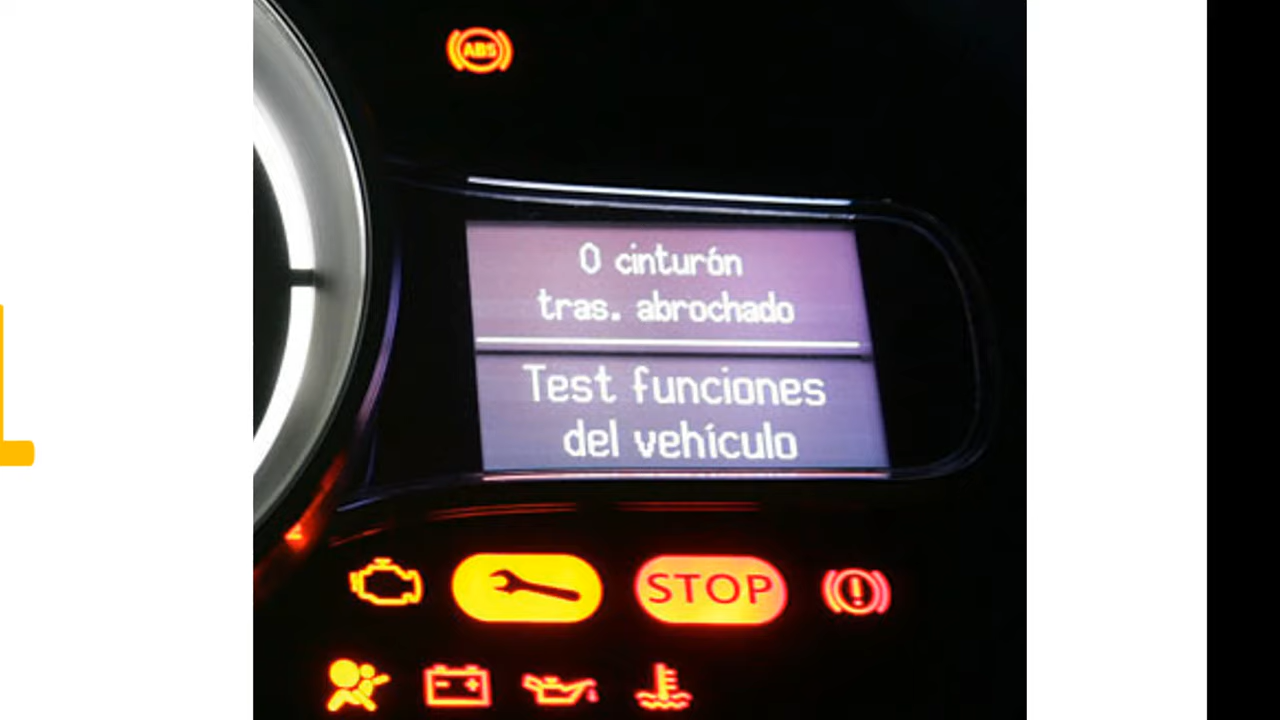 ABS
0 cinturón
tras. abrochado
Test funciones
del vehículo
STOP